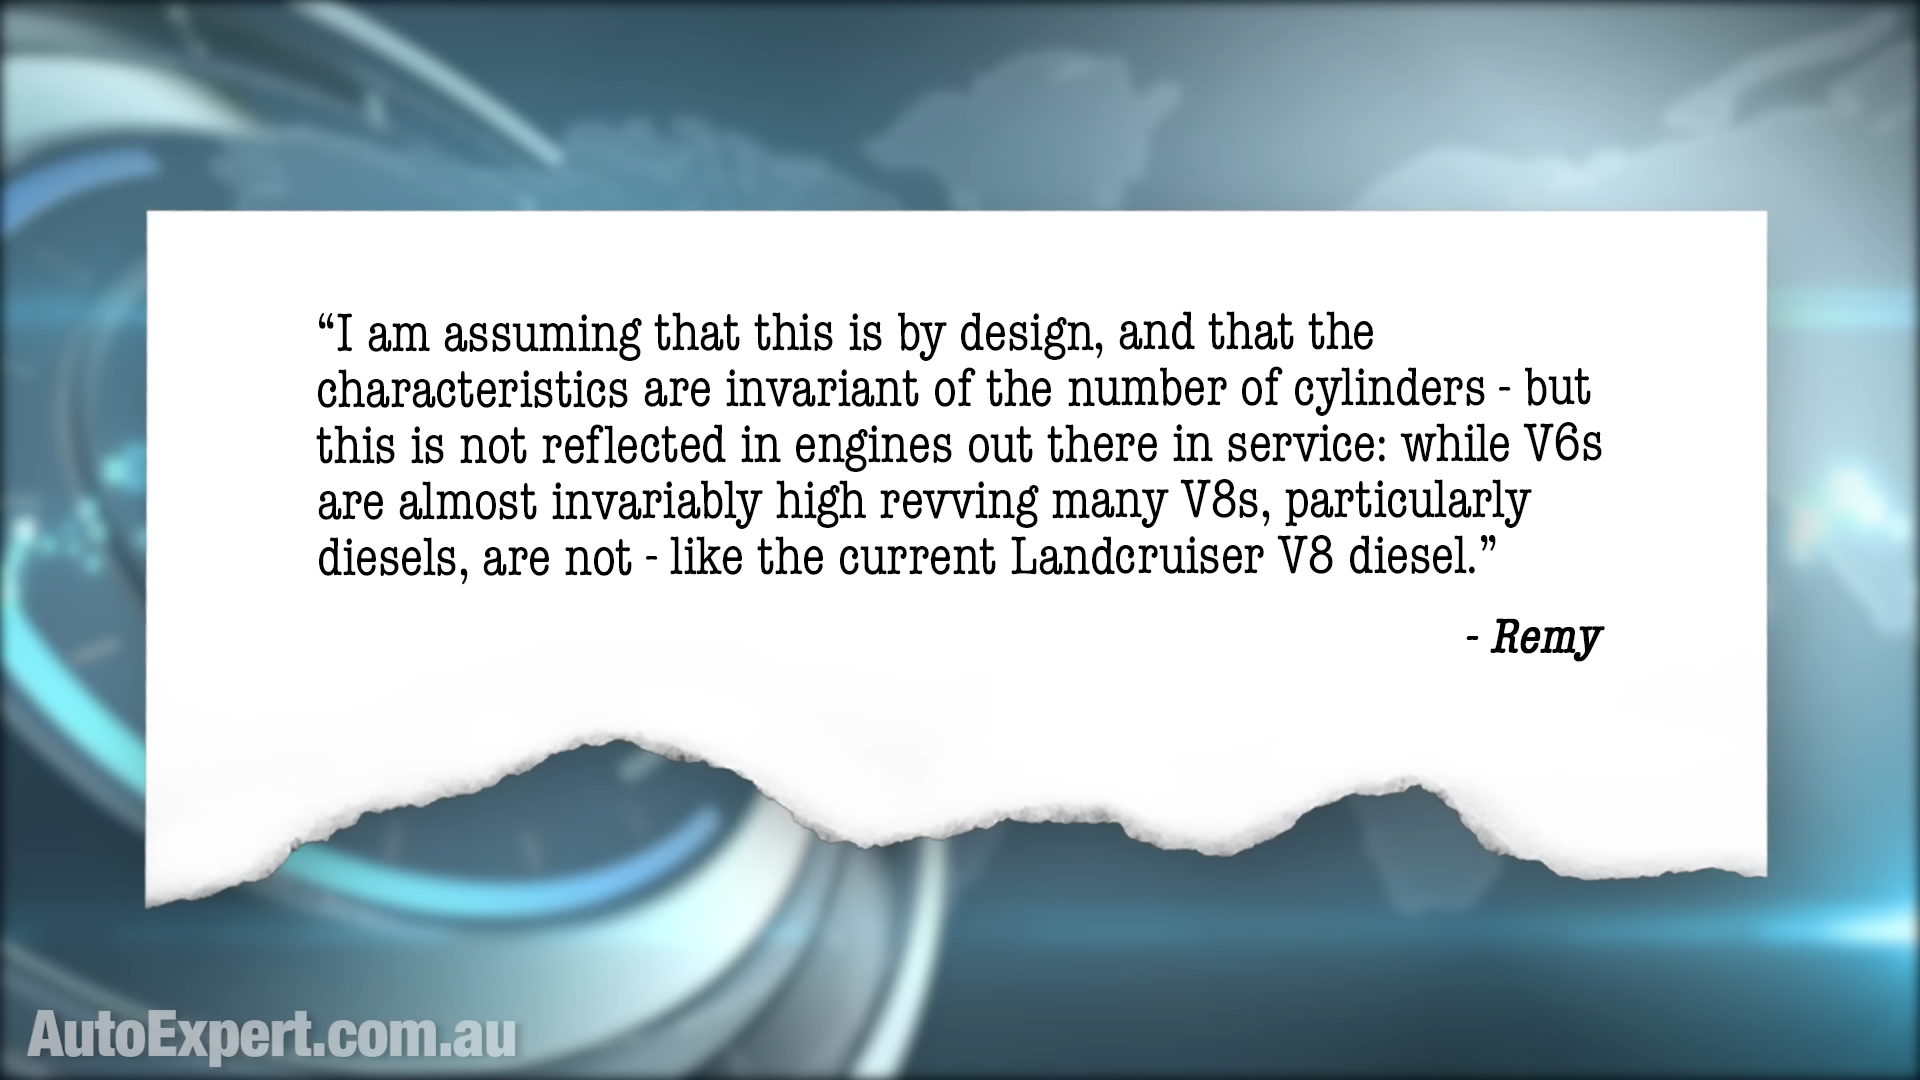 “I am assuming that this is by design, and that the
characteristics are invariant of the number of cylinders - but
this is not reflected in engines out there in service: while V6s
are almost invariably high revving many V8s, particularly
diesels, are not - like the current Landcruiser V8 diesel.”
- Remy
AutoExpert.com.au